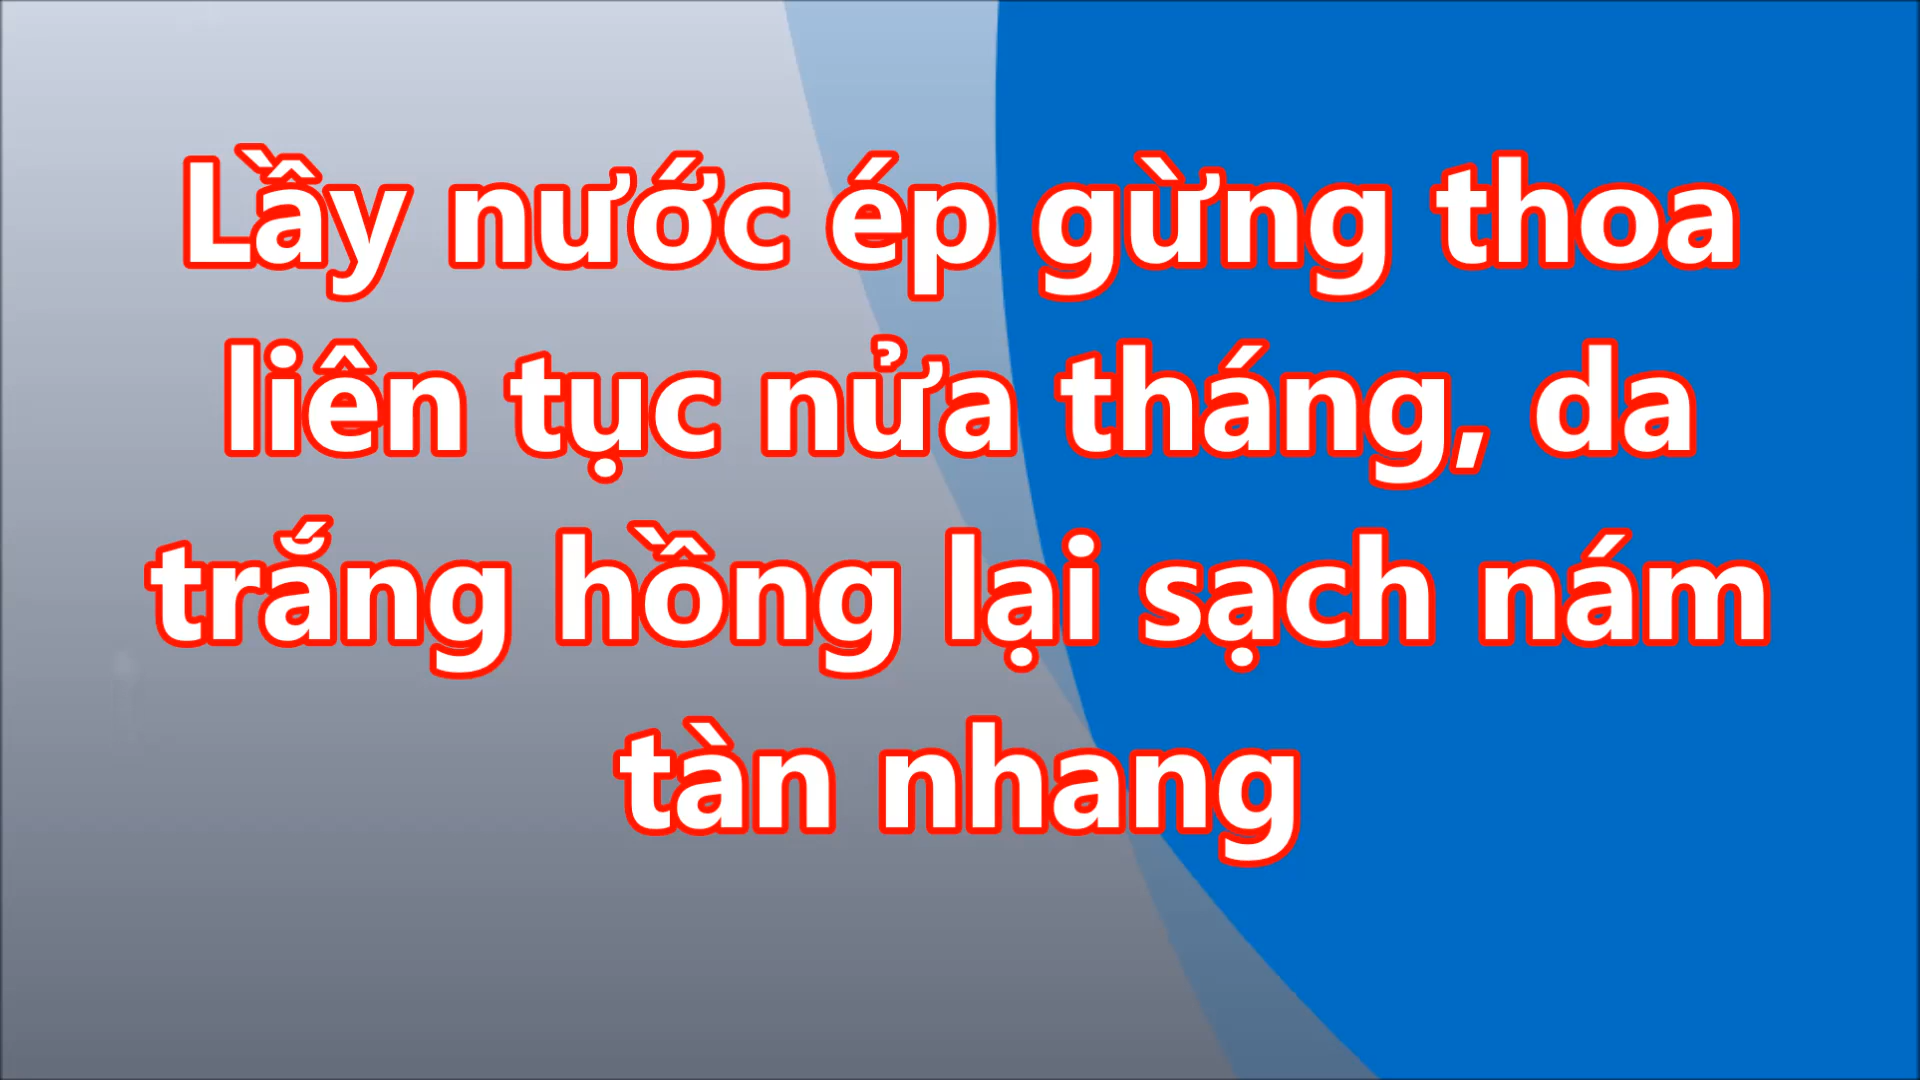 Lầy nước ép gừng thoa
liên tục nửa tháng, da
trắng hồng lại sạch nám
tàn nhang